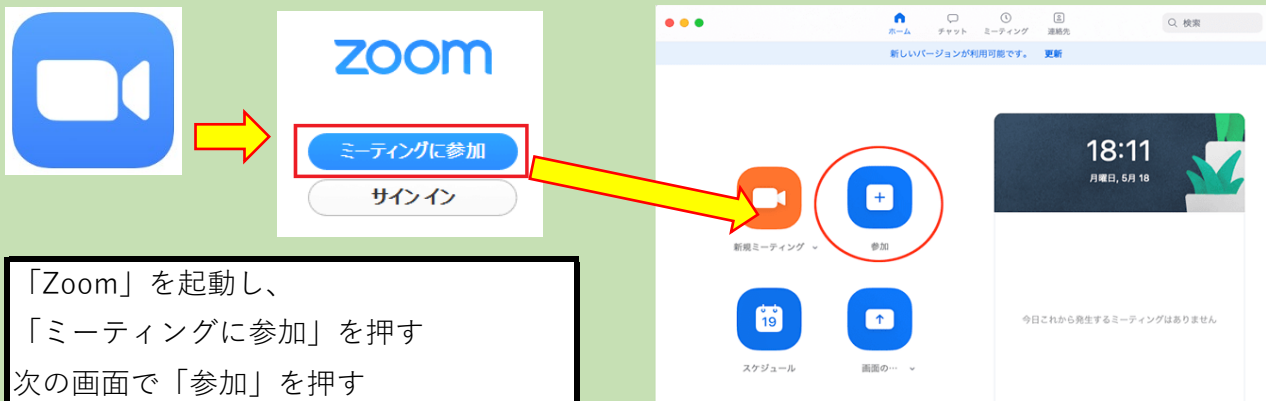 zoom
ミーティングに参加
サイン イン
「Zoom」を起動し、
「ミーティングに参加」を押す
次の画面で「参加」を押す
ホーム
チャット
ミーティング
連絡先
検索
新しいバージョンが利用可能です。 更新
新規ミーティング
参加
19
スケジュール
画面の…
18:11
月曜日, 5月 18
今日これから発生するミーティングはありません